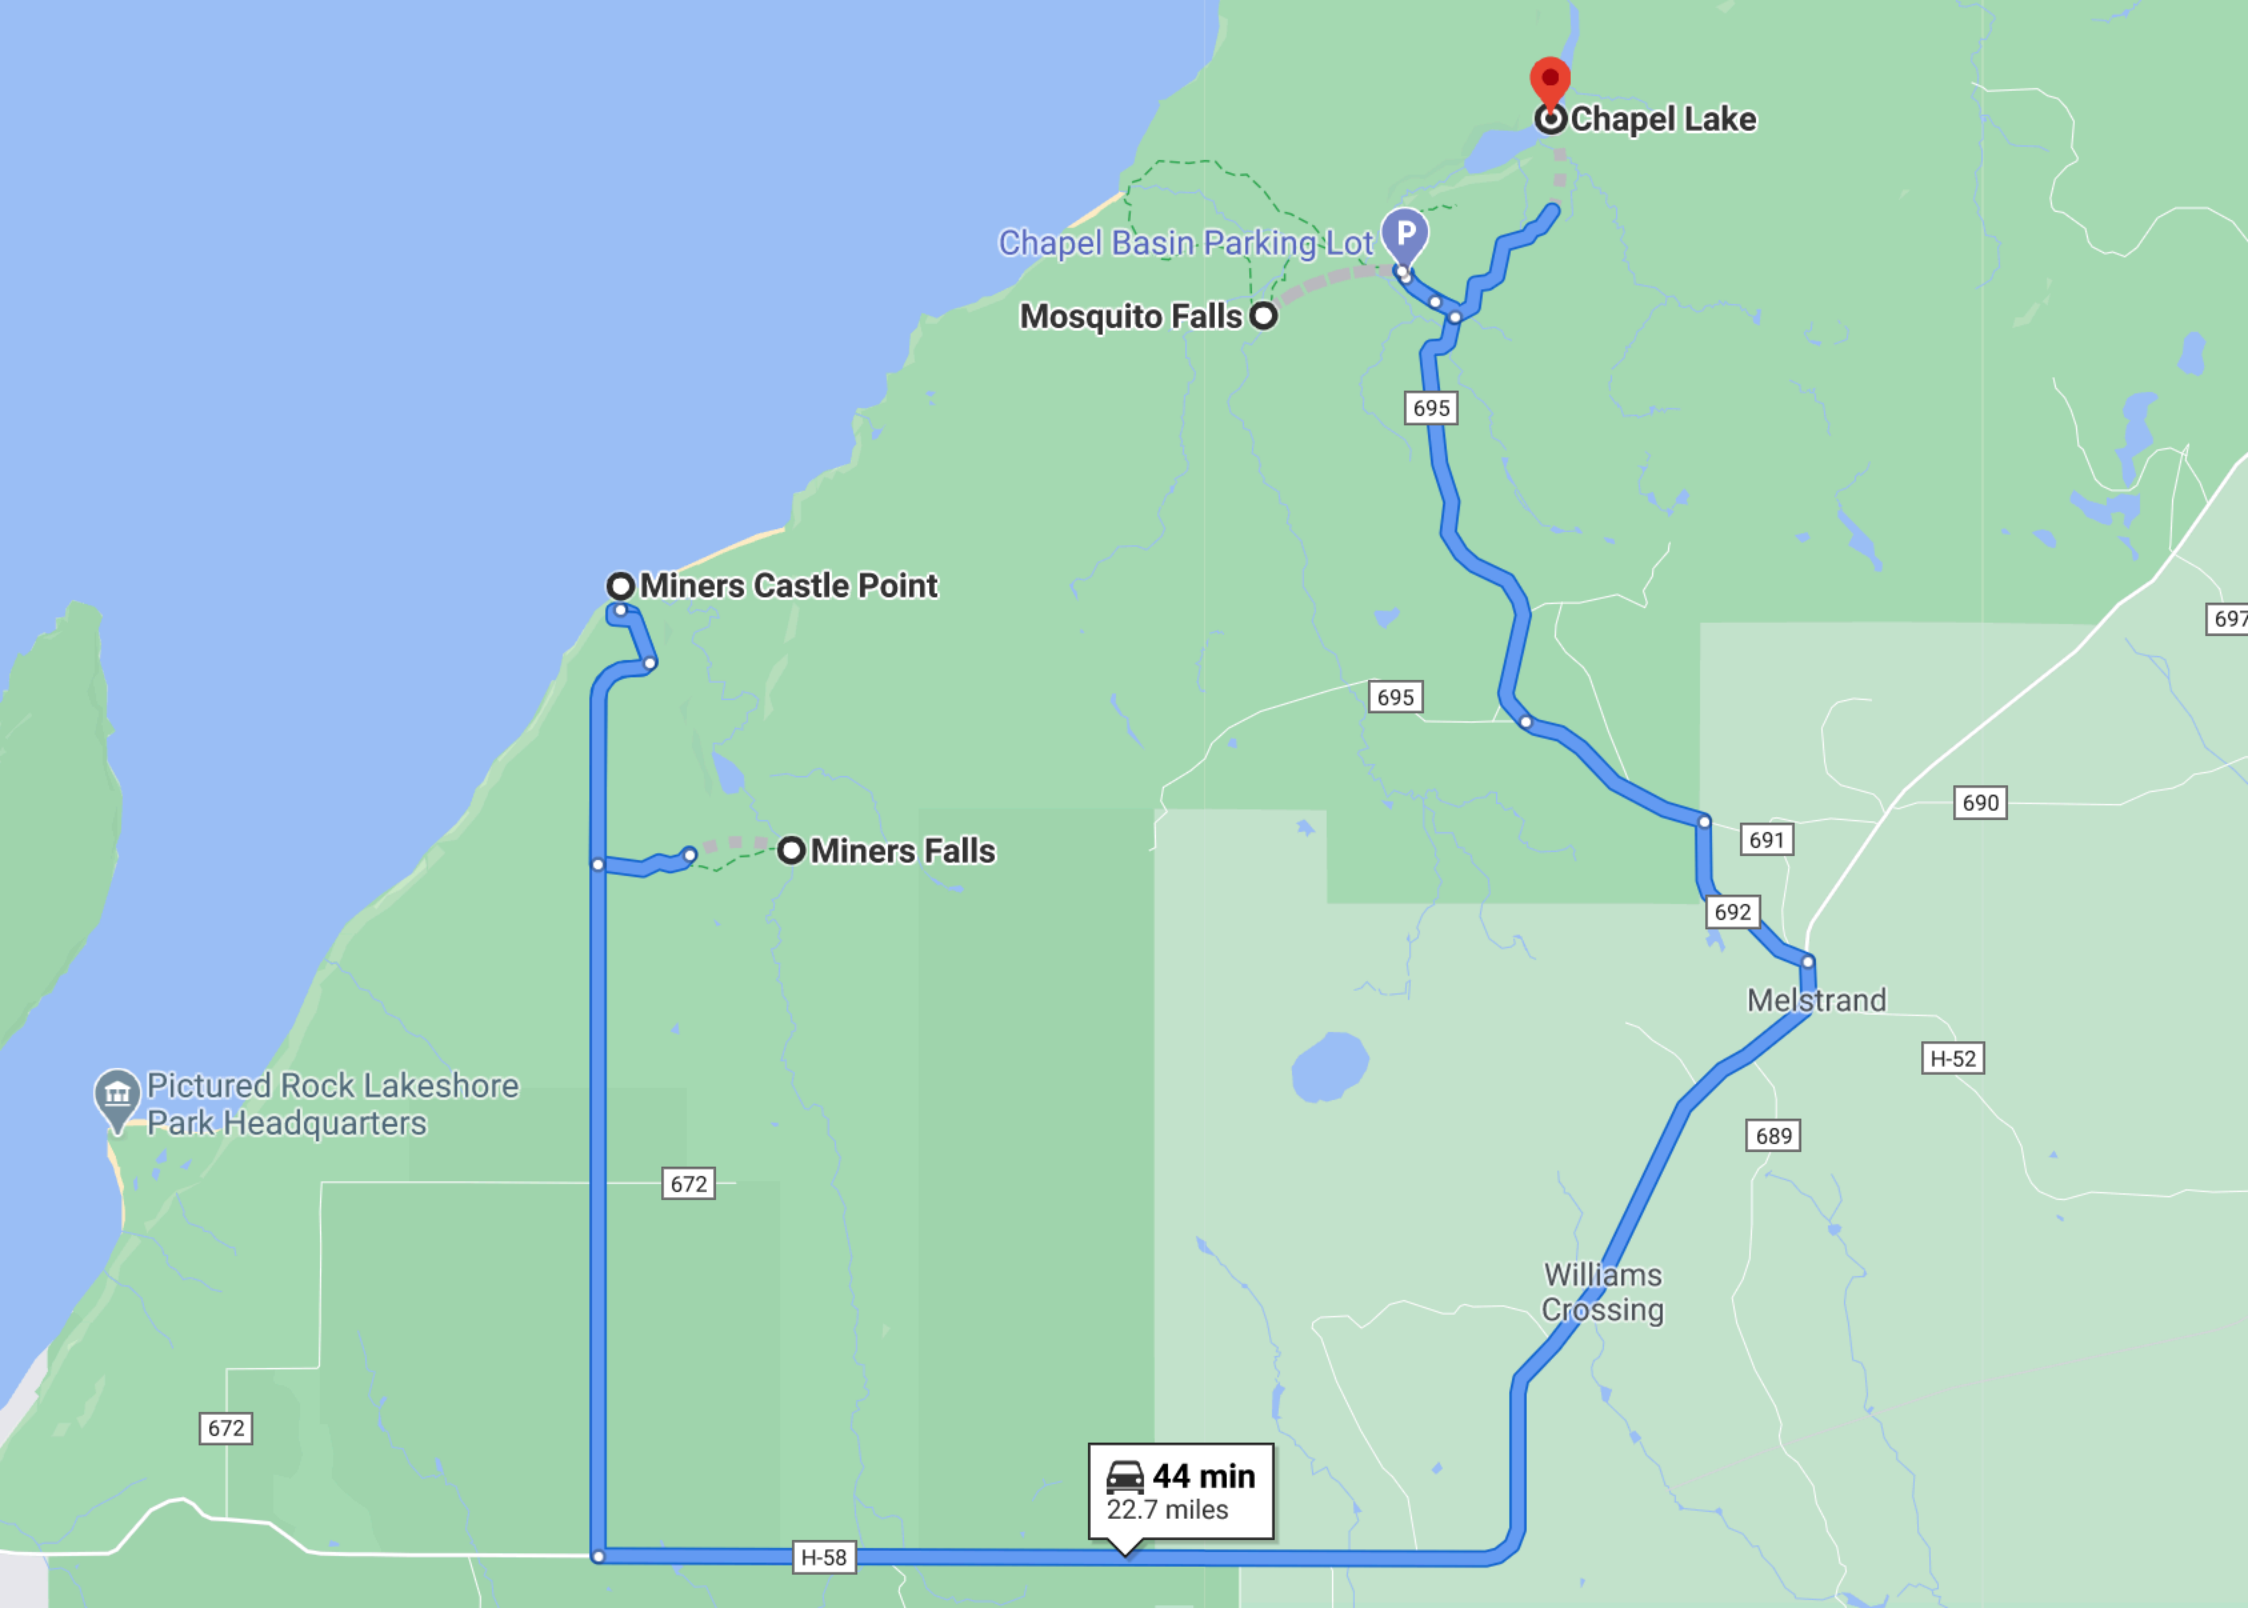 Chapel Lake
P
Chapel Basin Parking Lot
Mosquito Falls
695
Miners Castle Point
697
695
690
691
Miners Falls
692
Melstrand
H-52
Pictured Rock Lakeshore
Park Headquarters
689
672
Williams
Crossing
672
44 min
22.7 miles
H-58